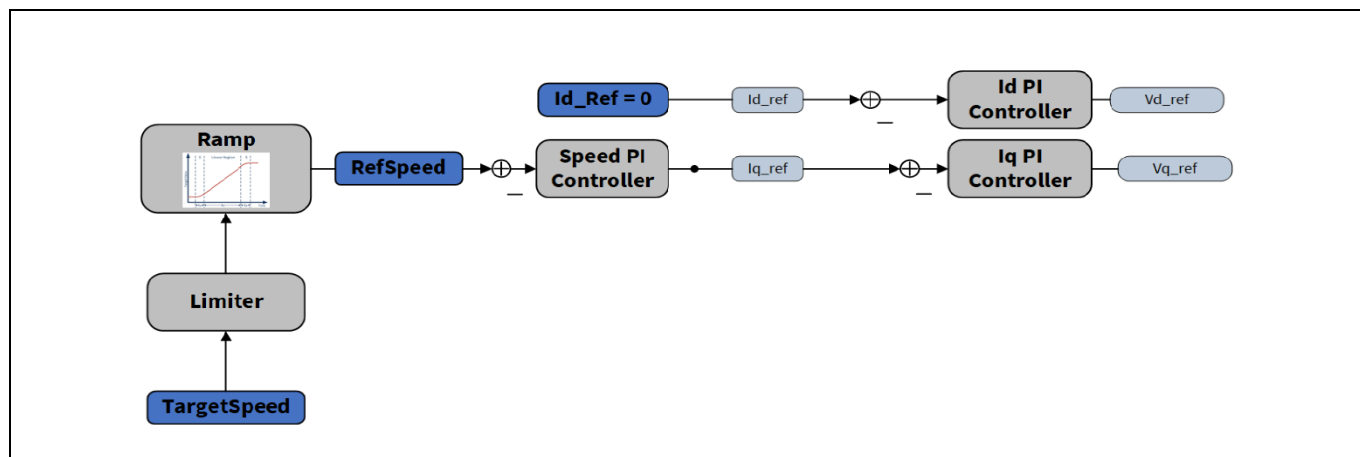 Id_Ref = 0
Id_ref
Id PI
Controller
Vd_ref
Ramp
RefSpeed
Speed PI
Controller
Iq_ref
Iq PI
Controller
Vq_ref
Limiter
TargetSpeed